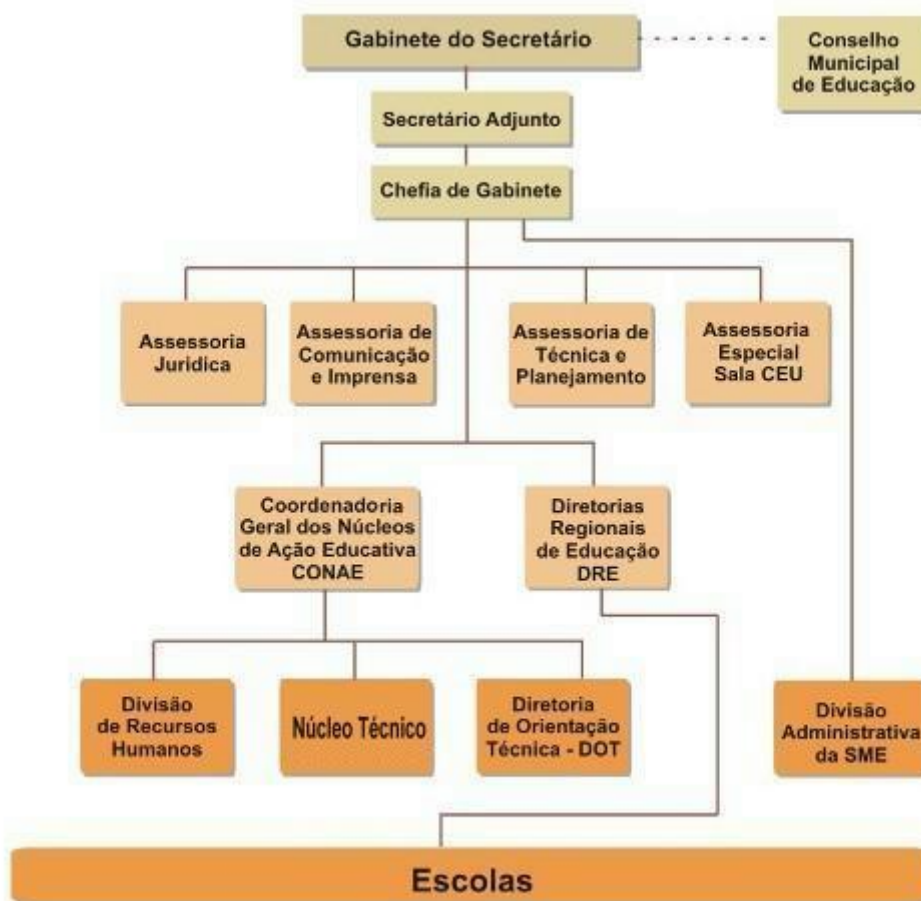 Gabinete do Secretário
Conselho
Municipal
de Educação
Secretário Adjunto
Chefia de Gabinete
Assessoria
Juridica
Assessoria de
Comunicação
e Imprensa
Assessoria de
Técnica e
Planejamento
Assessoria
Especial
Sala CEU
Coordenadoria
Geral dos Núcleos
de Ação Educativa
CONAE
Diretorias
Regionais
de Educação
DRE
Divisão
de Recursos
Humanos
Núcleo Técnico
Diretoria
de Orientação
Técnica - DOT
Divisão
Administrativa
da SME
Escolas